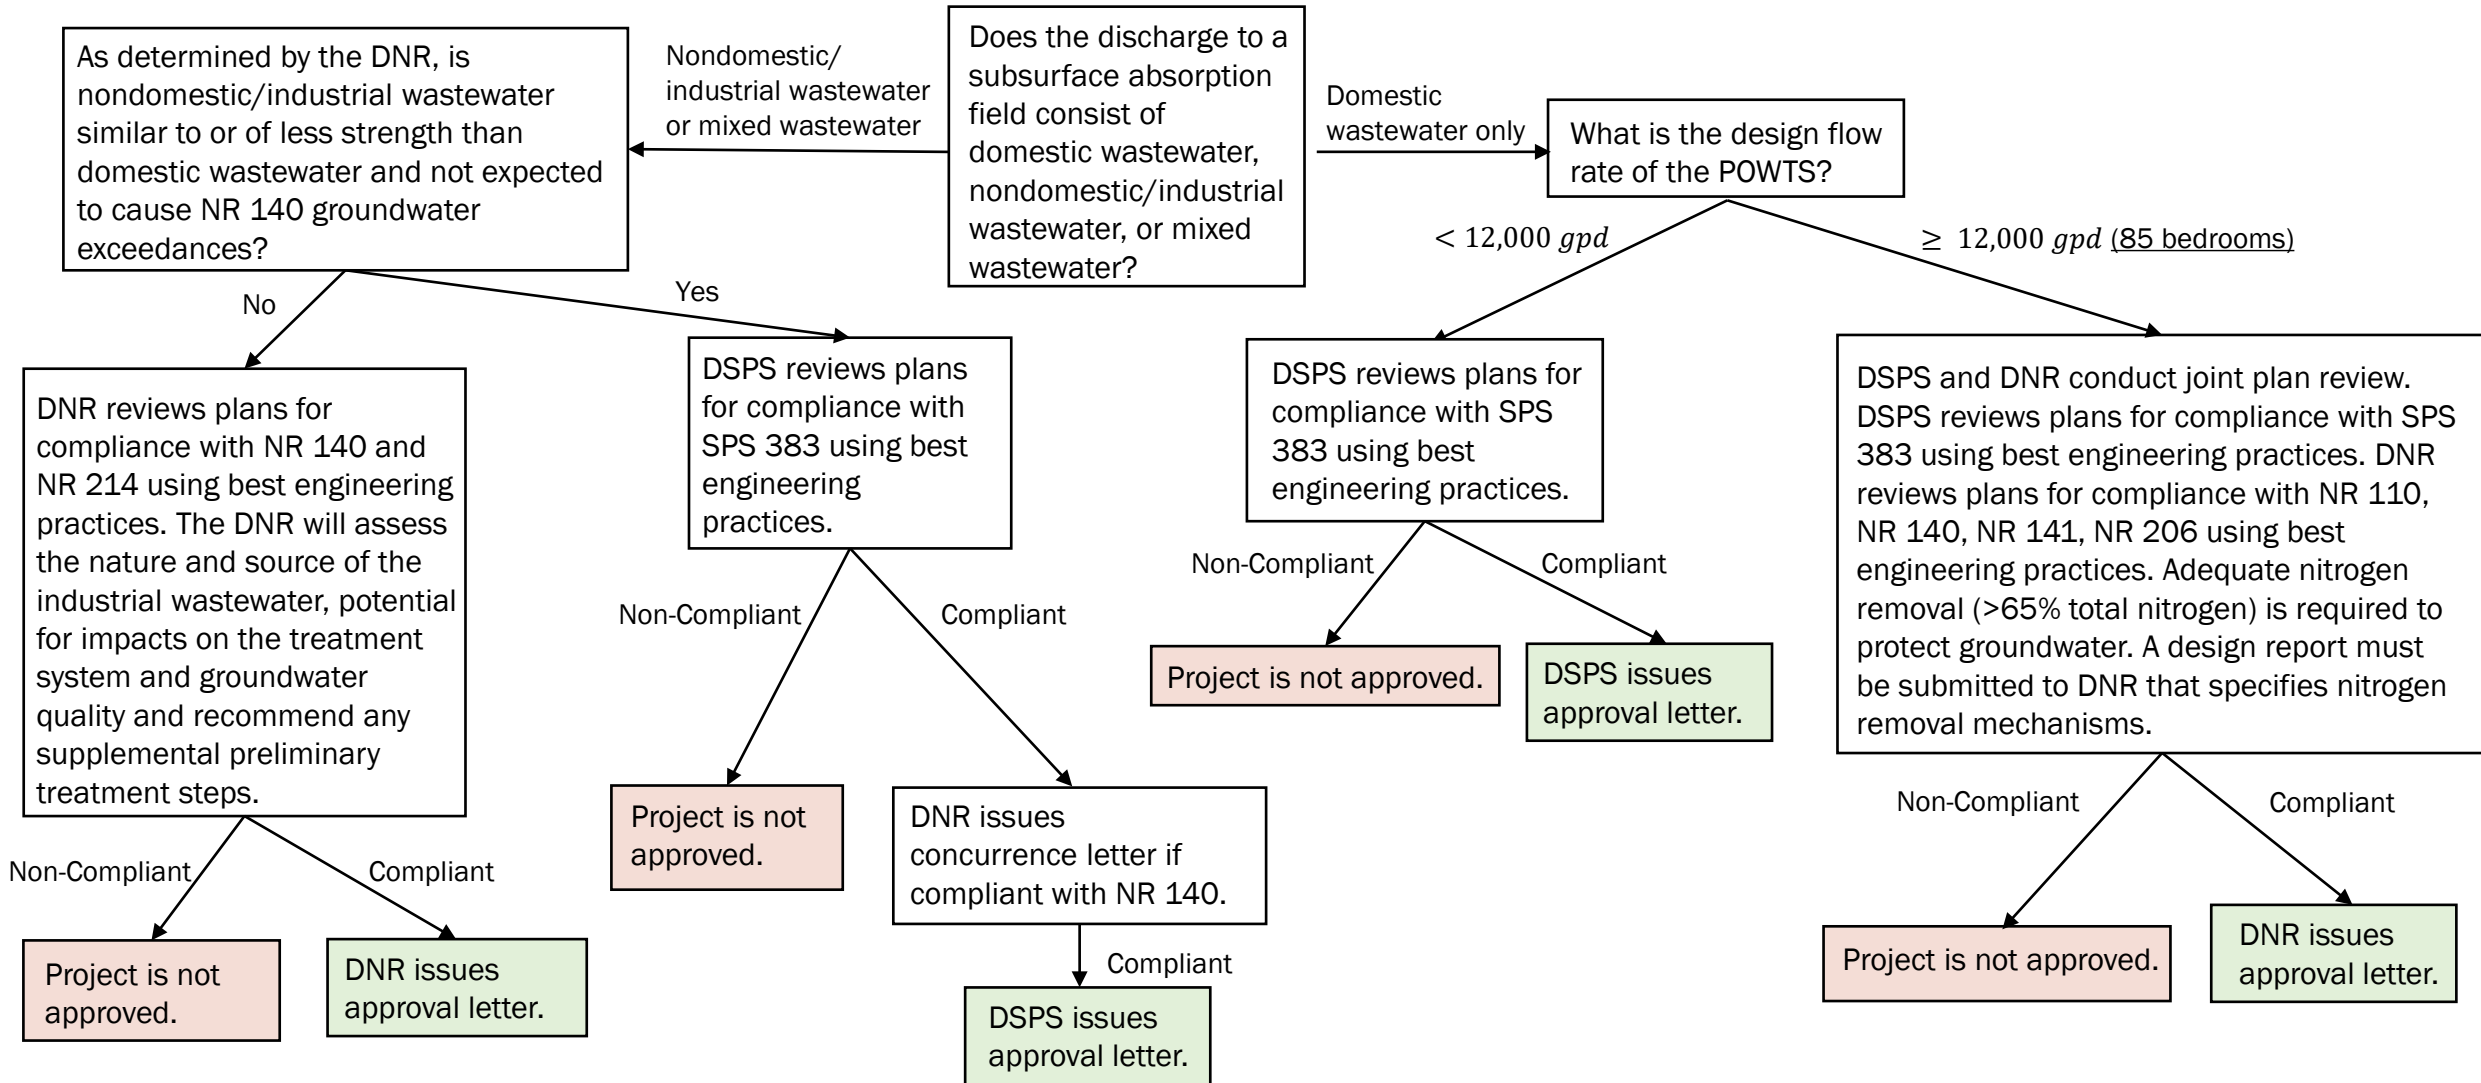 As determined by the DNR, is
nondomestic/industrial wastewater
similar to or of less strength than
domestic wastewater and not expected
to cause NR 140 groundwater
exceedances?
Nondomestic/
industrial wastewater
or mixed wastewater
Does the discharge to a
subsurface absorption
field consist of
domestic wastewater,
nondomestic/industrial
wastewater, or mixed
wastewater?
Domestic
wastewater only
What is the design flow
rate of the POWTS?
No
Yes
< 12,000 gpd
≥ 12,000 gpd (85 bedrooms)
DNR reviews plans for
compliance with NR 140 and
NR 214 using best engineering
practices. The DNR will assess
the nature and source of the
industrial wastewater, potential
for impacts on the treatment
system and groundwater
quality and recommend any
supplemental preliminary
treatment steps.
Non-Compliant
Compliant
Project is not
approved.
DNR issues
approval letter.
DSPS reviews plans
for compliance with
SPS 383 using best
engineering
practices.
Non-Compliant
Compliant
Project is not
approved.
DNR issues
concurrence letter if
compliant with NR 140.
Compliant
DSPS issues
approval letter.
DSPS reviews plans for
compliance with SPS
383 using best
engineering practices.
Non-Compliant
Compliant
Project is not approved.
DSPS issues
approval letter.
DSPS and DNR conduct joint plan review.
DSPS reviews plans for compliance with SPS
383 using best engineering practices. DNR
reviews plans for compliance with NR 110,
NR 140, NR 141, NR 206 using best
engineering practices. Adequate nitrogen
removal (>65% total nitrogen) is required to
protect groundwater. A design report must
be submitted to DNR that specifies nitrogen
removal mechanisms.
Non-Compliant
Compliant
Project is not approved.
DNR issues
approval letter.